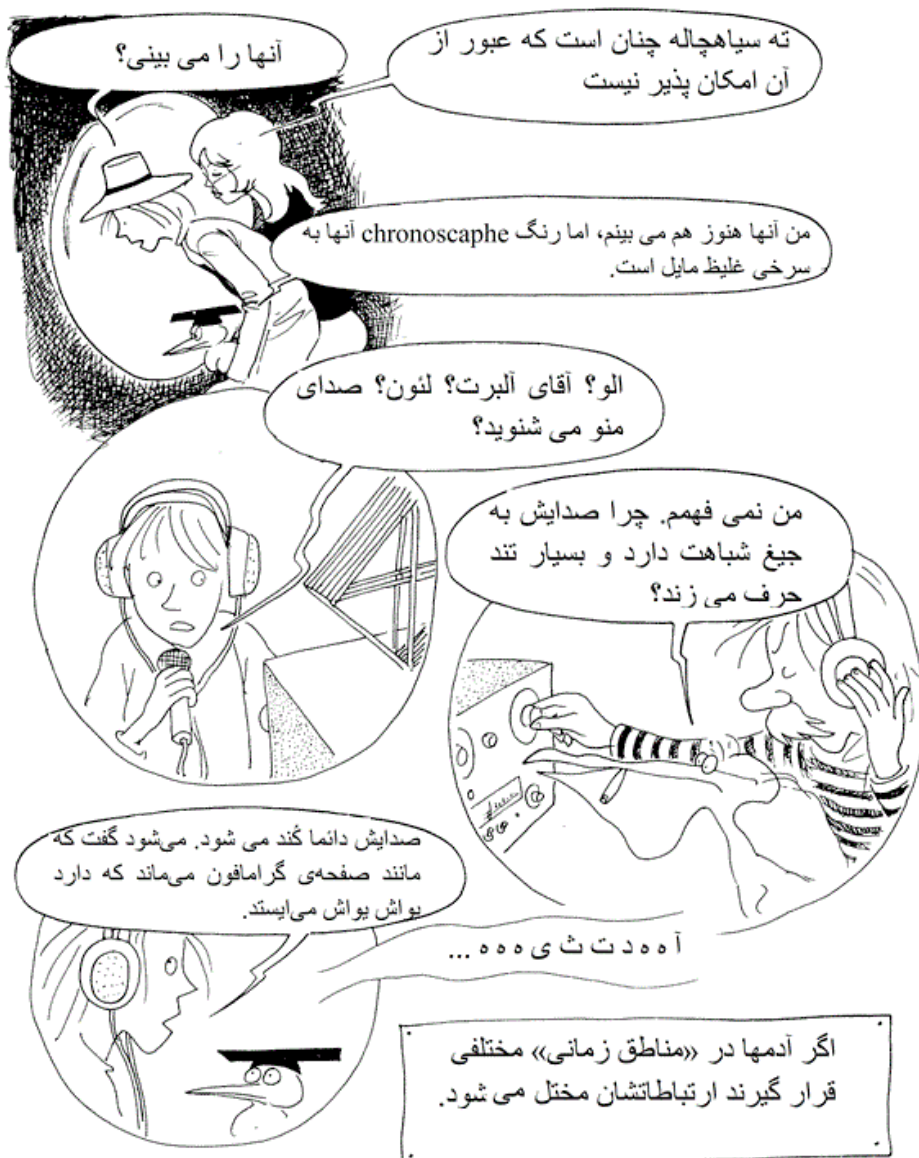 آنها را می بینی؟
ته سیاهچاله چنان است که عبور از
آن امکان پذیر نیست
من آنها هنوز هم می بینم، اما رنگ chronoscaphe آنها به
سرخی غلیظ مایل است.
الو؟ آقای آلبرت؟ لئون؟ صدای
منو می شنوید؟
من نمی فهمم. چرا صدایش به
جیغ شباهت دارد و بسیار تند
حرف می زند؟
صدایش دائما کُند می شود. می‌شود گفت که
مانند صفحه‌ی گرامافون می‌ماند که دارد
یواش یواش می‌ایستد.
آ ه ه د ت ث ی ه ه ه ...
اگر آدمها در «مناطق زمانی» مختلفی
قرار گیرند ارتباطاتشان مختل می شود.